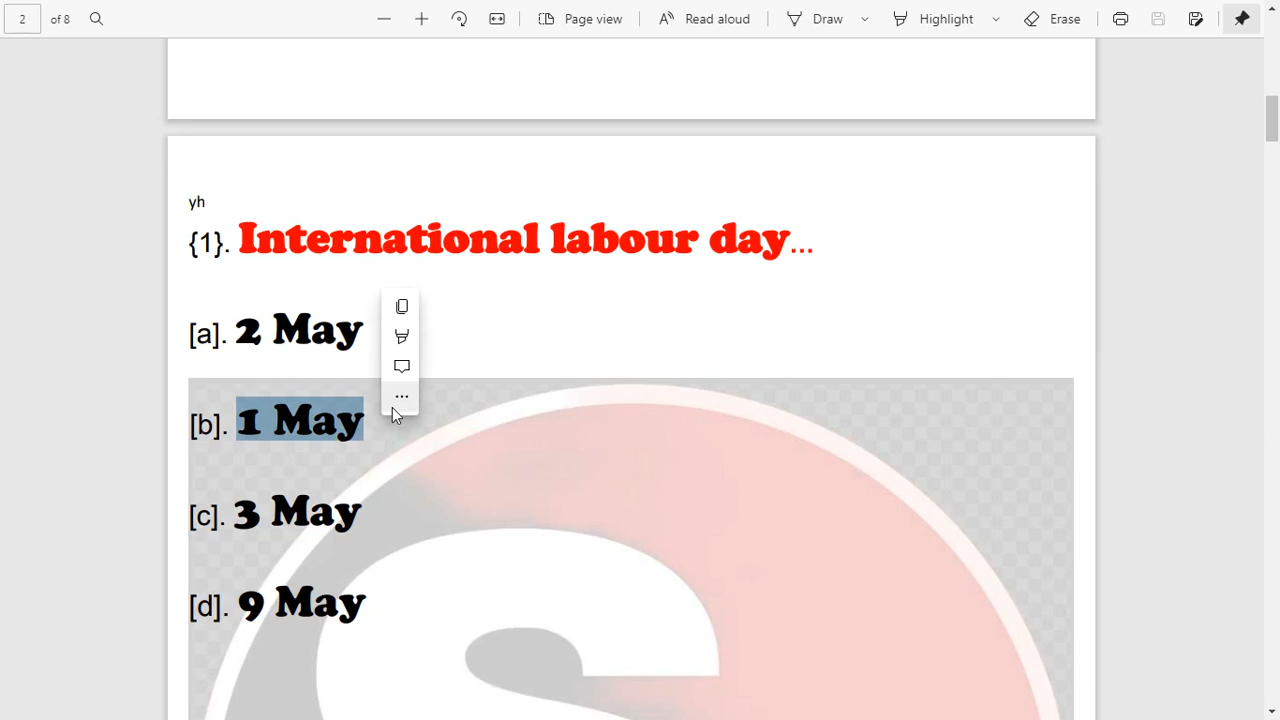 2 of 8 Page view Read aloud Draw Highlight Erase
yh
{1}. International labour day...
[a]. 2 May
[b]. 1 May
[c]. 3 May
[d]. 9 May